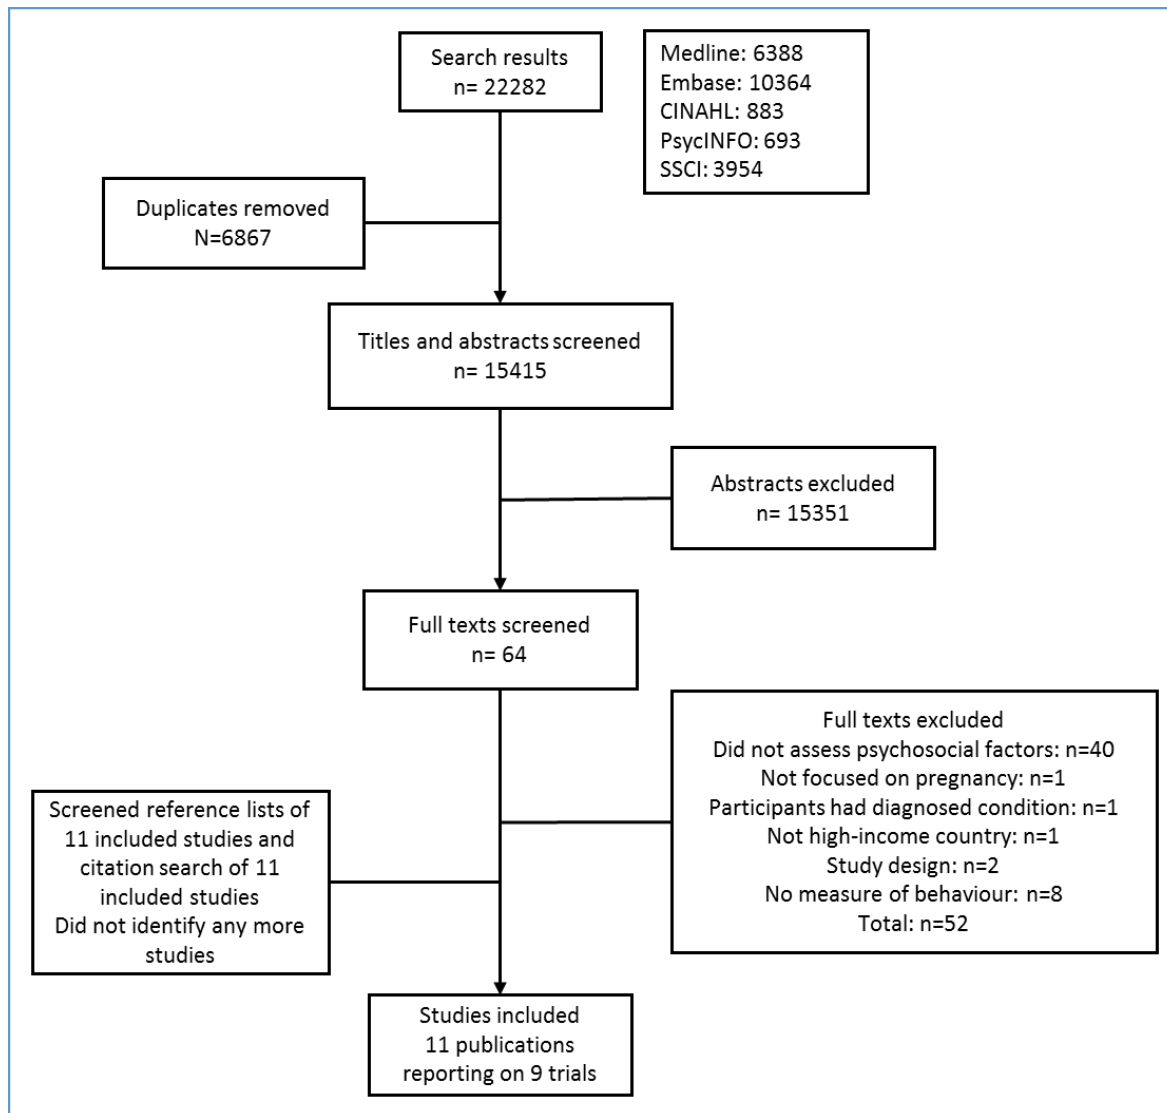 Search results
n= 22282
Medline: 6388
Embase: 10364
CINAHL: 883
PsycINFO: 693
SSCI: 3954
Duplicates removed
N=6867
Titles and abstracts screened
n= 15415
Abstracts excluded
n= 15351
Full texts screened
n= 64
Full texts excluded
Did not assess psychosocial factors: n=40
Not focused on pregnancy: n=1
Participants had diagnosed condition: n=1
Not high-income country: n=1
Study design: n=2
No measure of behaviour: n=8
Total: n=52
Screened reference lists of
11 included studies and
citation search of 11
included studies
Did not identify any more
studies
Studies included
11 publications
reporting on 9 trials